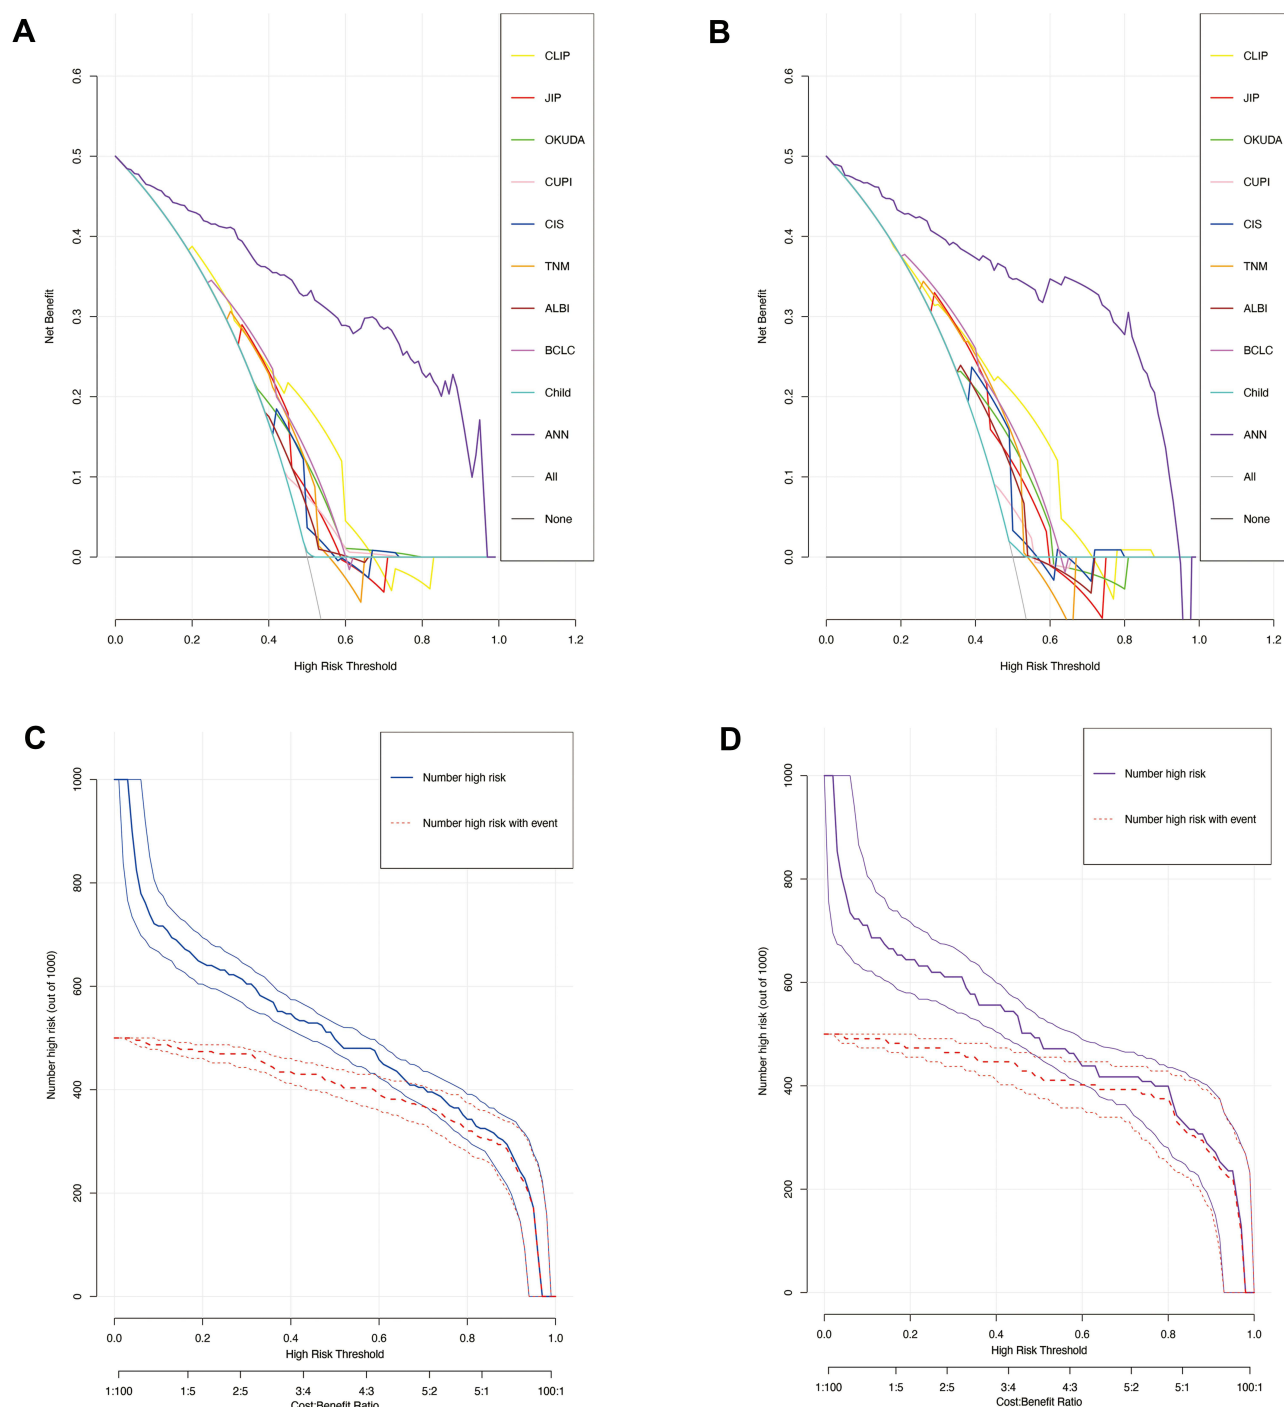 A
CLIP
JIP
OKUDA
CUPI
CIS
TNM
ALBI
BCLC
Child
ANN
All
None
Net Benefit
0.6
0.5
0.4
0.3
0.2
0.1
0.0
0.0 0.2 0.4 0.6 0.8 1.0 1.2
High Risk Threshold
B
CLIP
JIP
OKUDA
CUPI
CIS
TNM
ALBI
BCLC
Child
ANN
All
None
Net Benefit
0.6
0.5
0.4
0.3
0.2
0.1
0.0
0.0 0.2 0.4 0.6 0.8 1.0 1.2
High Risk Threshold
C
Number high risk
Number high risk with event
Number high risk (out of 1000)
1000
800
600
400
200
0
0.0 0.2 0.4 0.6 0.8 1.0
High Risk Threshold
1:100 1:5 2:5 3:4 4:3 5:2 5:1 100:1
Cost:Benefit Ratio
D
Number high risk
Number high risk with event
Number high risk (out of 1000)
1000
800
600
400
200
0
0.0 0.2 0.4 0.6 0.8 1.0
High Risk Threshold
1:100 1:5 2:5 3:4 4:3 5:2 5:1 100:1
Cost:Benefit Ratio